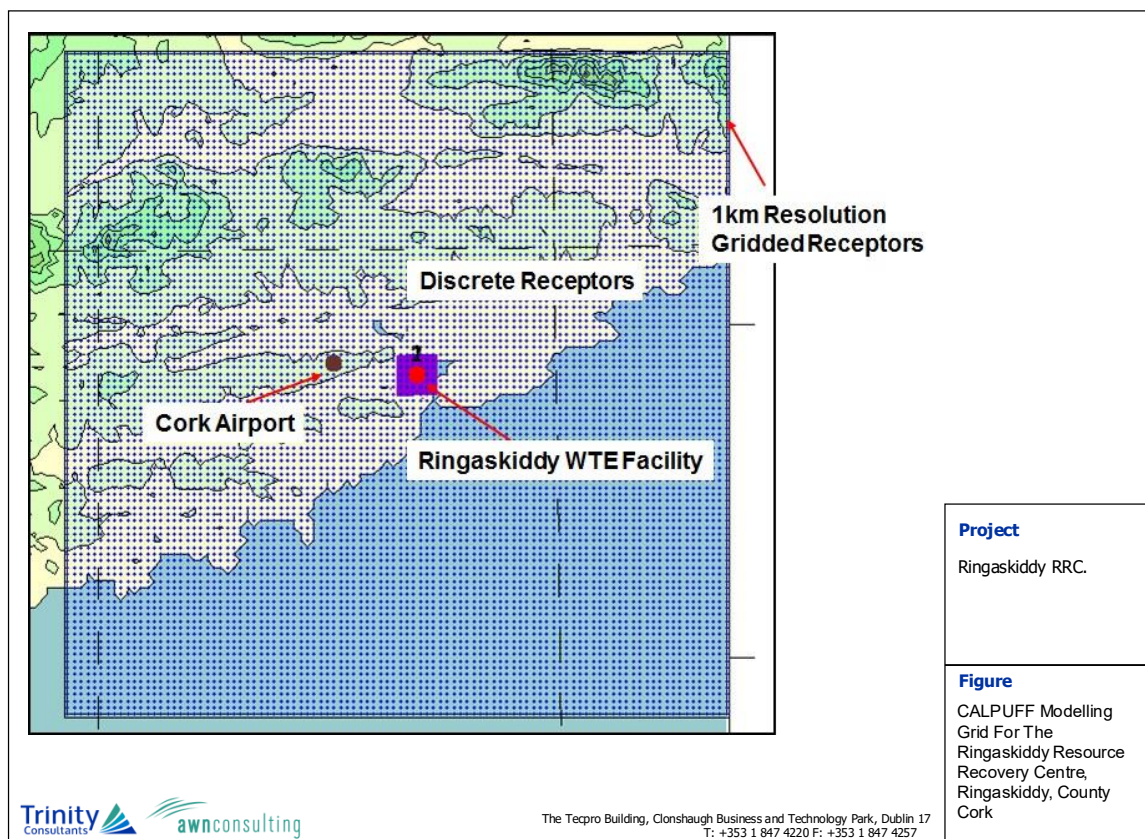 1km Resolution
Gridded Receptors
Discrete Receptors
1
Cork Airport
Ringaskiddy WTE Facility
Project
Ringaskiddy RRC.
Figure
CALPUFF Modelling
Grid For The
Ringaskiddy Resource
Recovery Centre,
Ringaskiddy, County
Cork
Trinity
Consultants
awnconsulting
The Tecpro Building, Clonshaugh Business and Technology Park, Dublin 17
T: +353 1 847 4220 F: +353 1 847 4257